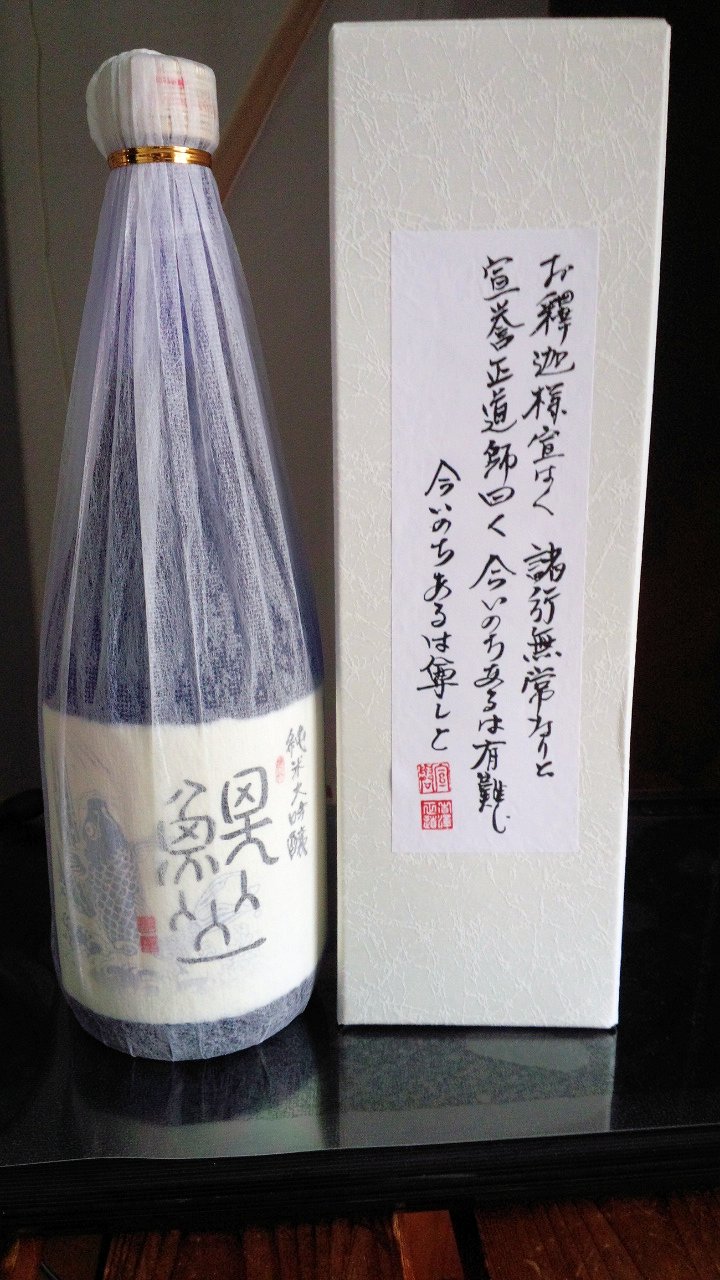 お釋迦様宣はく 諸行無常なりと
宣誉正道師曰く 今いのちあるは有難し
今いのちあるは尊しと
純米大吟醸